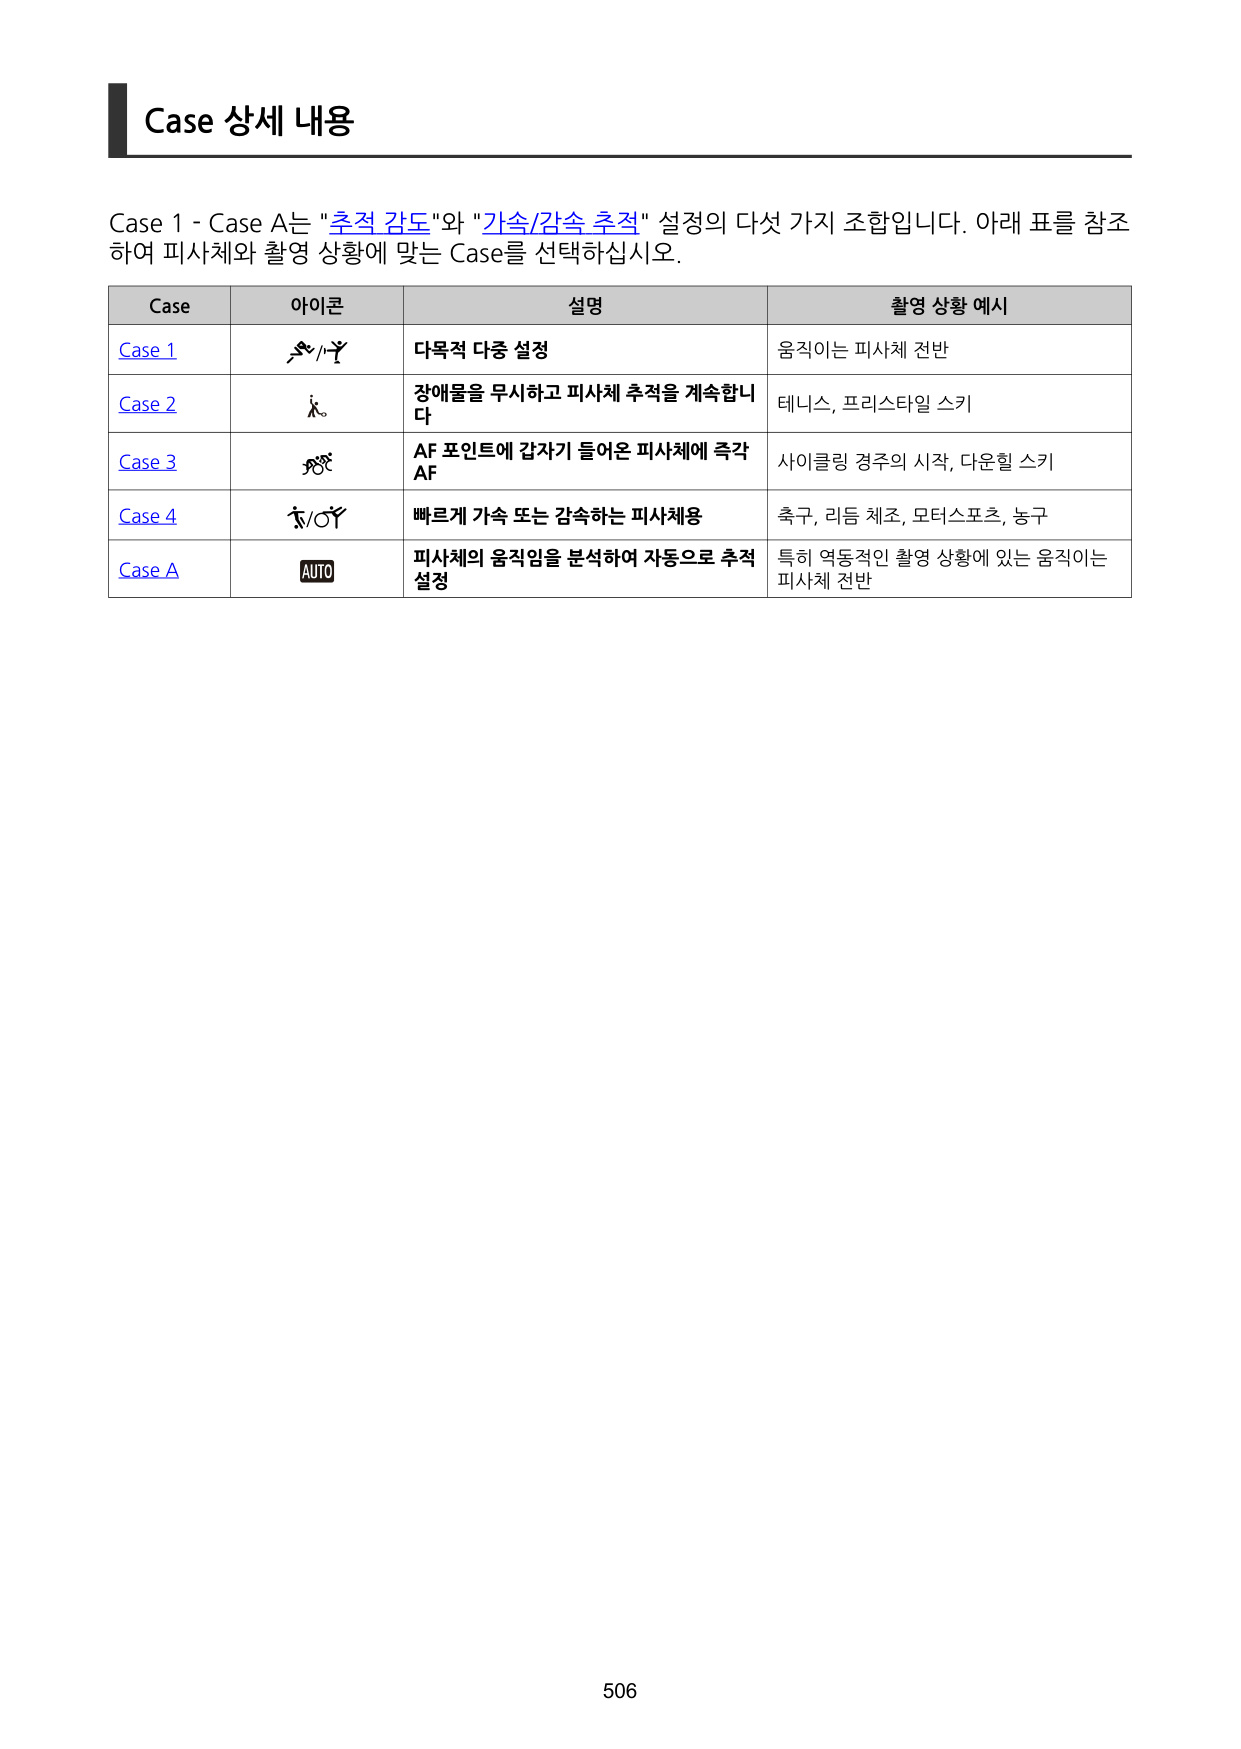 Case 상세 내용
Case 1 - Case A는 "추적 감도"와 "가속/감속 추적" 설정의 다섯 가지 조합입니다. 아래 표를 참조
하여 피사체와 촬영 상황에 맞는 Case를 선택하십시오.
Case 아이콘 설명 촬영 상황 예시
Case 1 / 다목적 다중 설정 움직이는 피사체 전반
Case 2 장애물을 무시하고 피사체 추적을 계속합니
다
테니스, 프리스타일 스키
Case 3 AF 포인트에 갑자기 들어온 피사체에 즉각
AF
사이클링 경주의 시작, 다운힐 스키
Case 4 / 빠르게 가속 또는 감속하는 피사체용 축구, 리듬 체조, 모터스포츠, 농구
Case A AUTO 피사체의 움직임을 분석하여 자동으로 추적
설정
특히 역동적인 촬영 상황에 있는 움직이는
피사체 전반
506